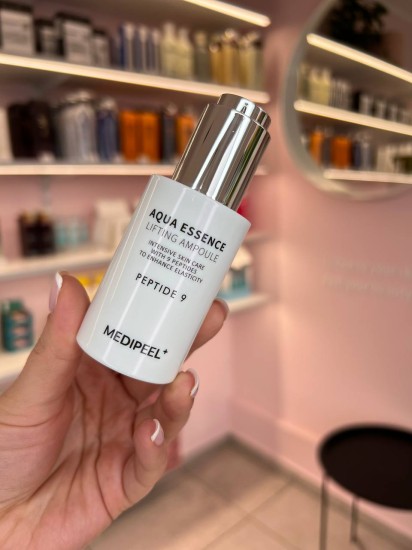 AQUA ESSENCE
LIFTING AMPOULE
INTENSIVE SKIN CARE
WITH 9 PEPTIDES
TO ENHANCE ELASTICITY
PEPTIDE 9
MEDIPEEL+